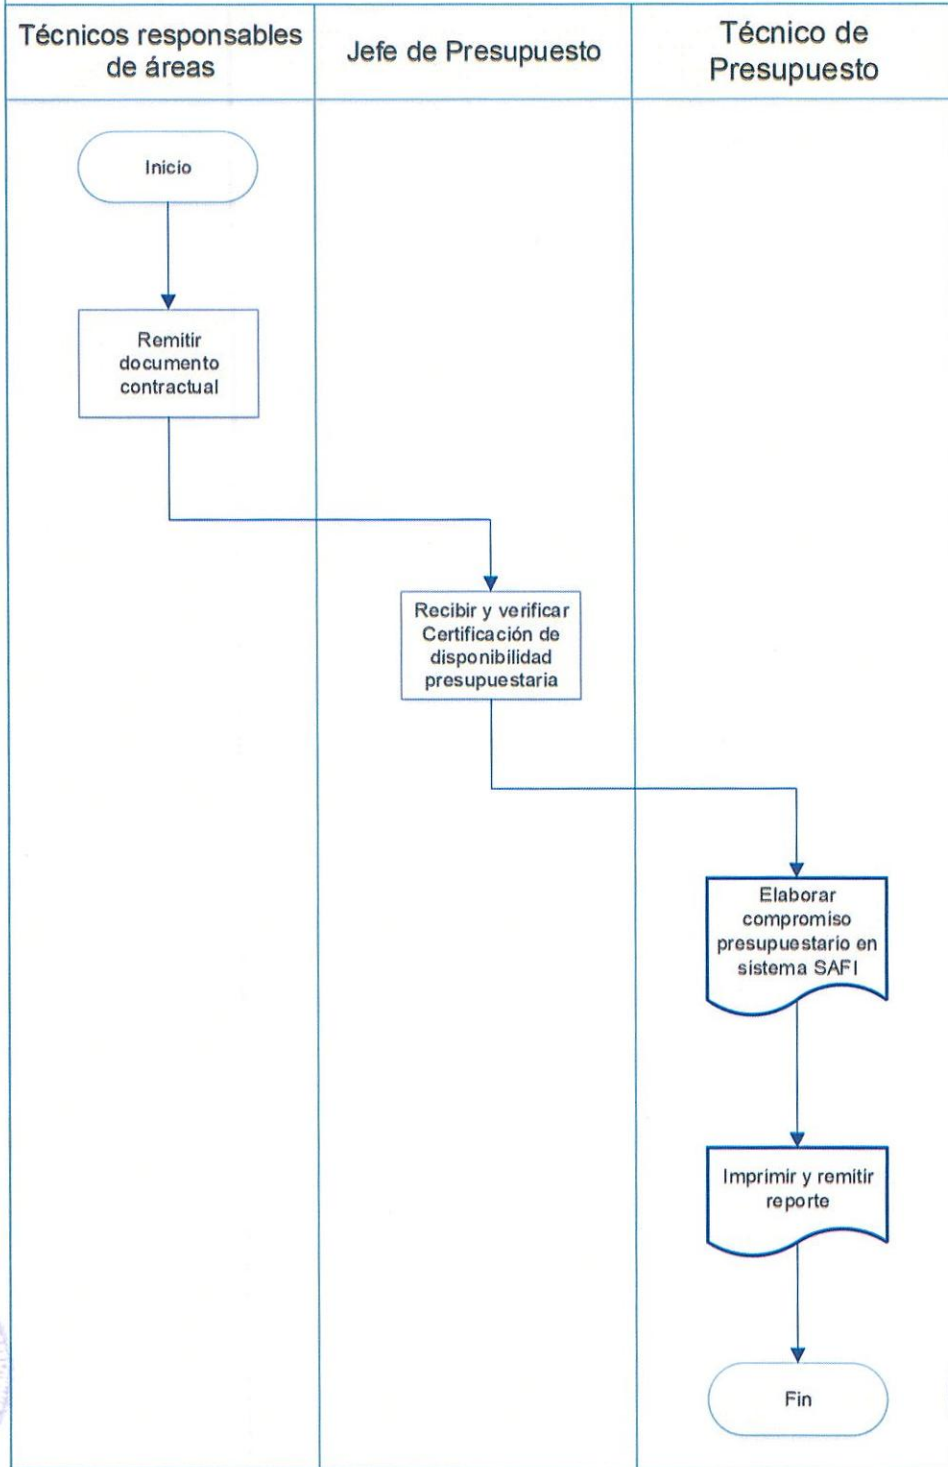 Técnicos responsables
de áreas
Jefe de Presupuesto
Técnico de
Presupuesto
Inicio
Remitir
documento
contractual
Recibir y verificar
Certificación de
disponibilidad
presupuestaria
Elaborar
compromiso
presupuestario en
sistema SAFI
Imprimir y remitir
reporte
Fin